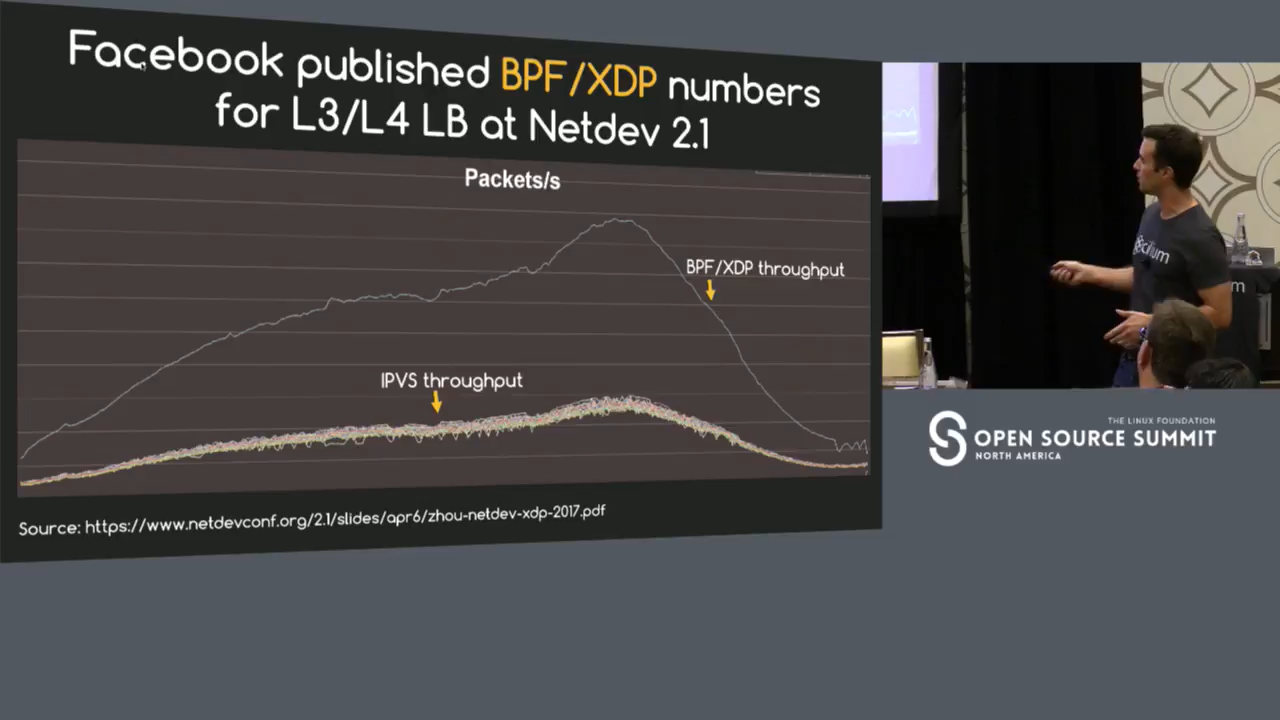 Facebook published BPF/XDP numbers
for L3/L4 LB at Netdev 2.1
Packets/s
BPF/XDP throughput
IPVS throughput
Source: https://www.netdevconf.org/2.1/slides/apr6/zhou-netdev-xdp-2017.pdf
cilium
m
THE LINUX FOUNDATION
OPEN SOURCE SUMMIT
NORTH AMERICA